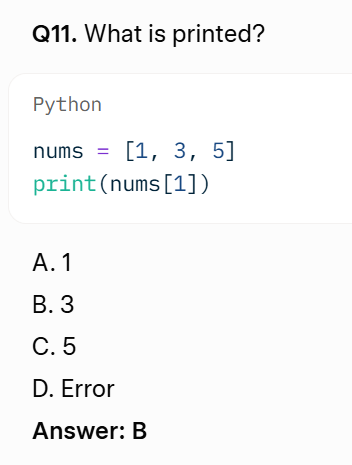 Q11. What is printed?
Python
nums = [1, 3, 5]
print(nums[1])
A. 1
B. 3
C. 5
D. Error
Answer: B